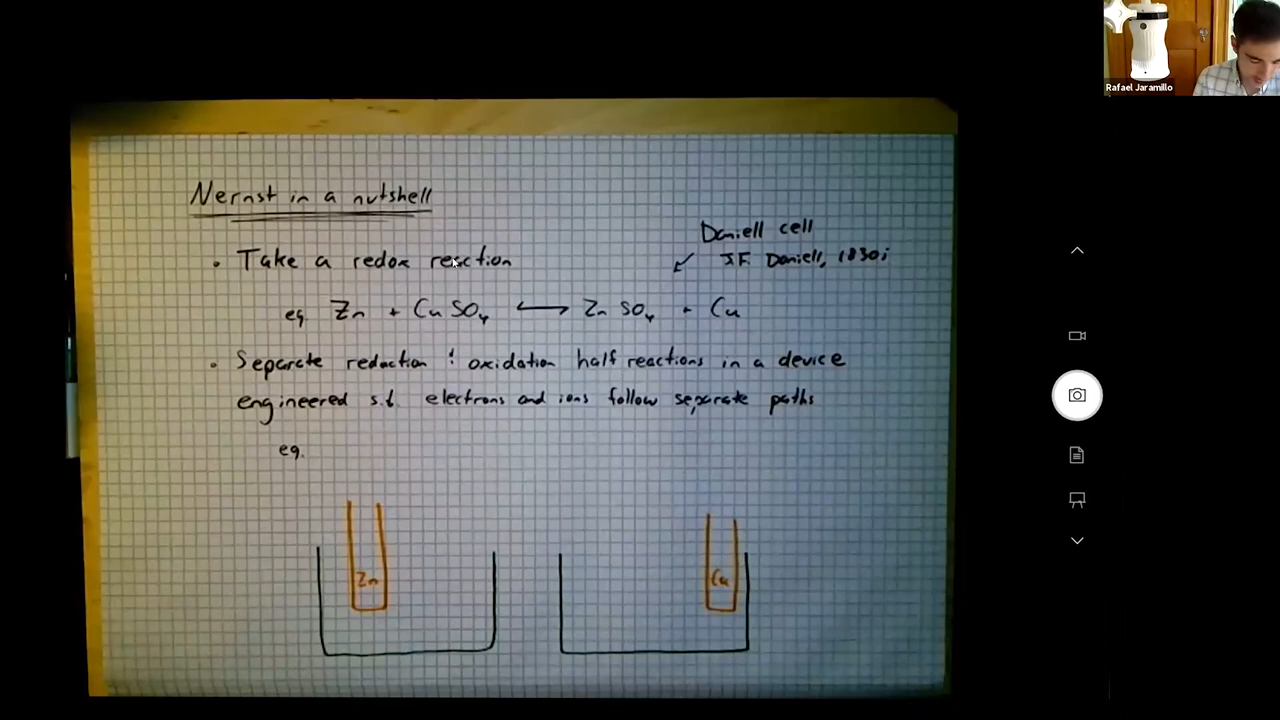 Rafael Jaramillo
Nernst in a nutshell
Daniell cell
• Take a redox reaction
↙ J.F. Daniell, 1830s
eg. Zn + CuSO₄ ⟷ ZnSO₄ + Cu
• Separate reduction & oxidation half reactions in a device
engineered s.t. electrons and ions follow separate paths
eg.
Zn
Cu